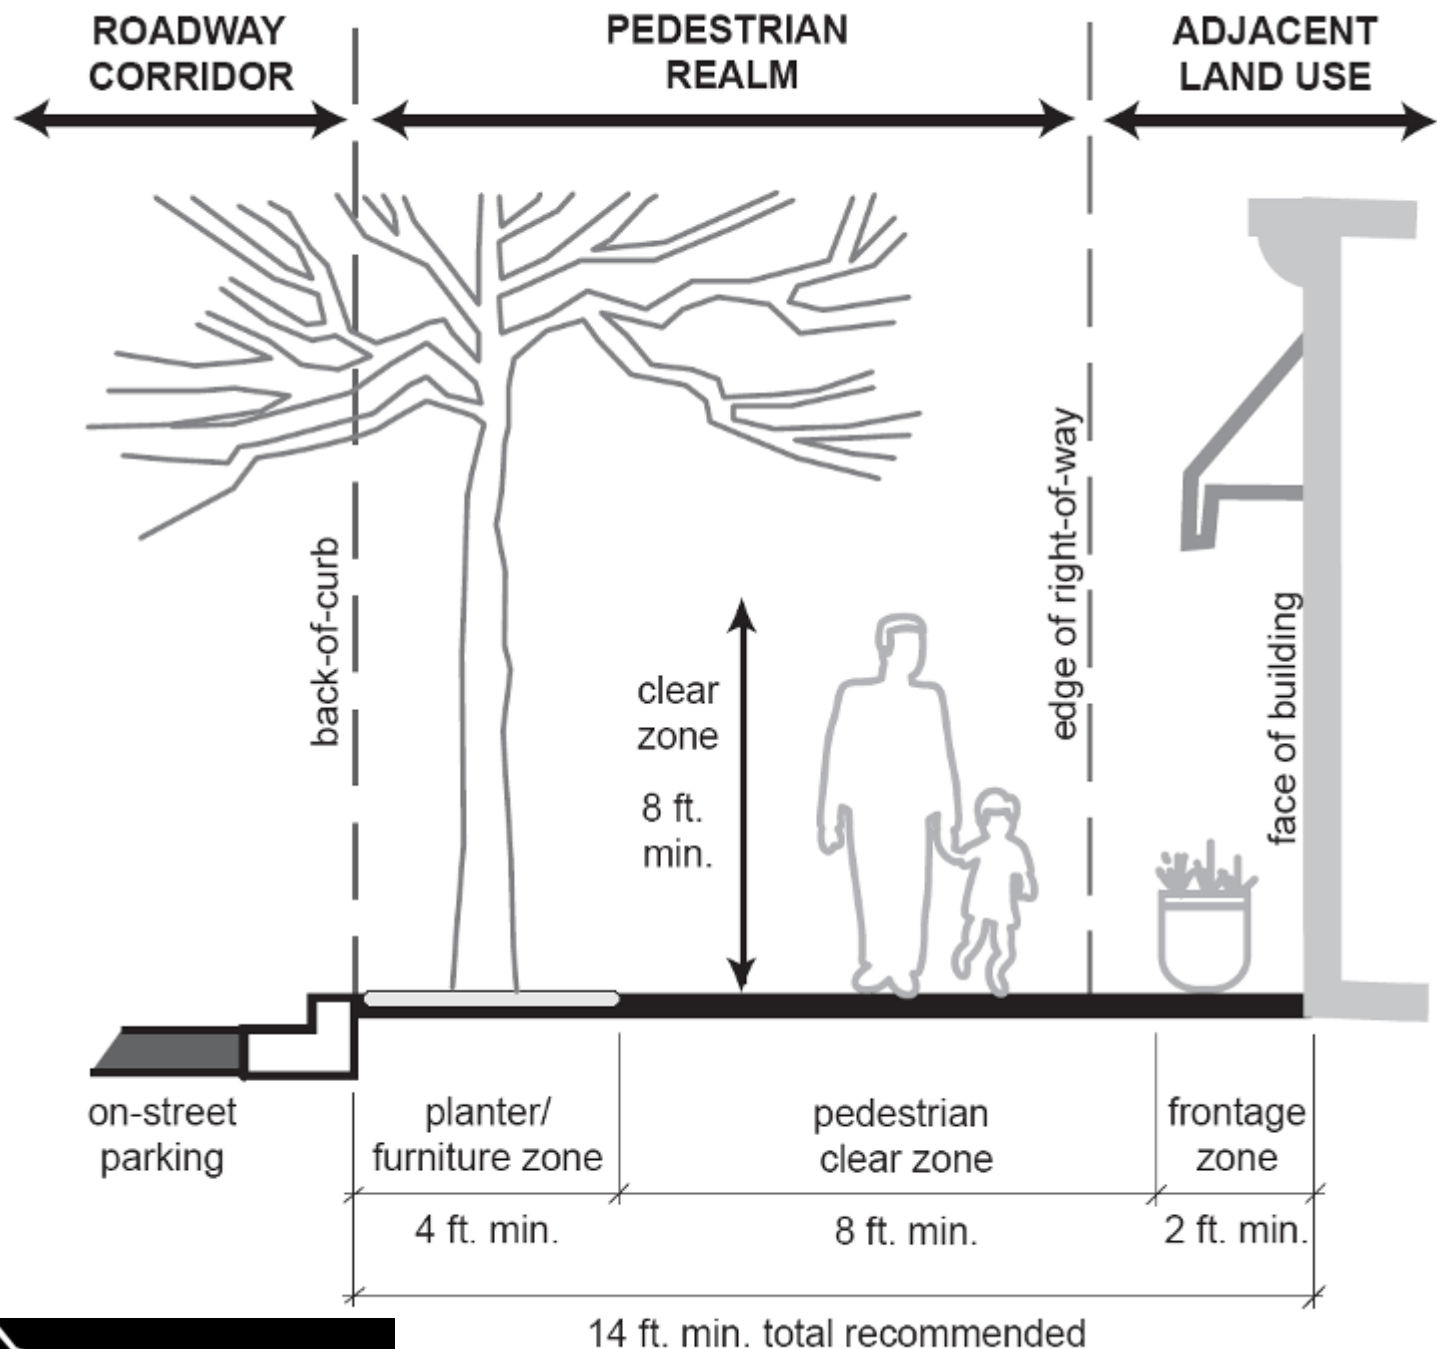 ROADWAY
CORRIDOR
PEDESTRIAN
REALM
ADJACENT
LAND USE
back-of-curb
clear
zone
8 ft.
min.
edge of right-of-way
face of building
on-street
parking
planter/
furniture zone
pedestrian
clear zone
frontage
zone
4 ft. min.
8 ft. min.
2 ft. min.
14 ft. min. total recommended